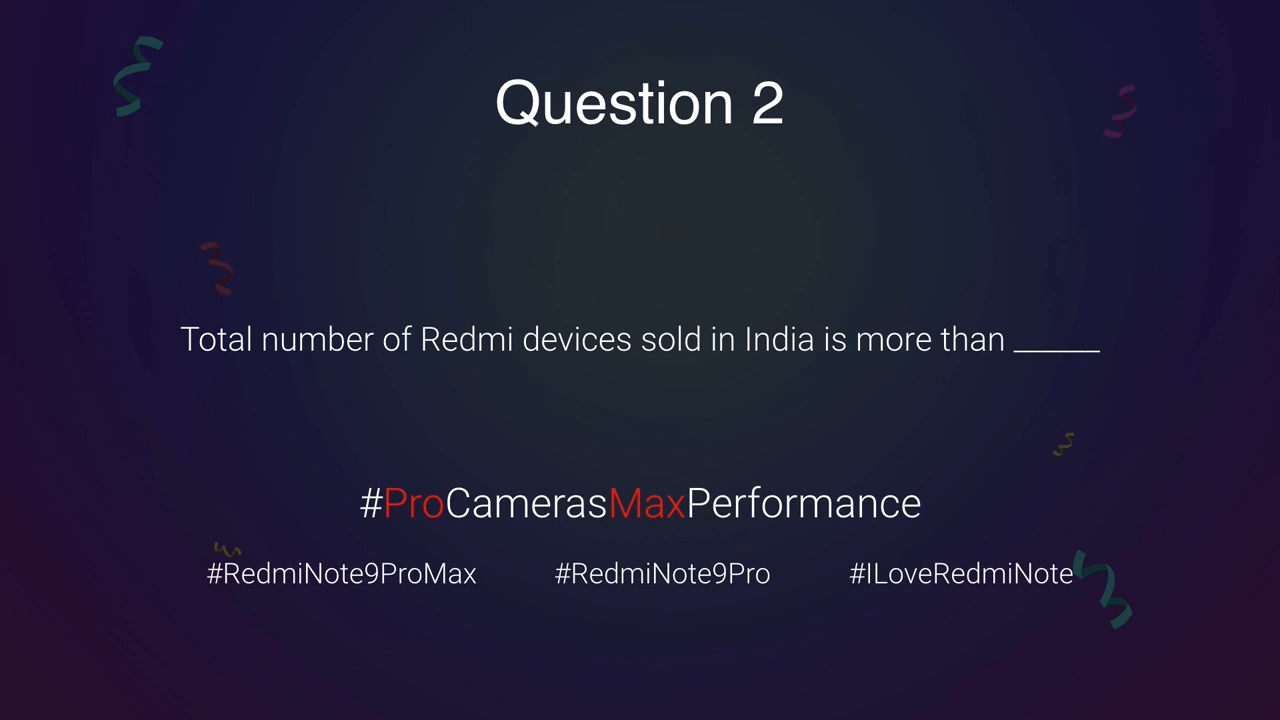 Question 2
Total number of Redmi devices sold in India is more than ______
#ProCamerasMaxPerformance
#RedmiNote9ProMax #RedmiNote9Pro #ILoveRedmiNote